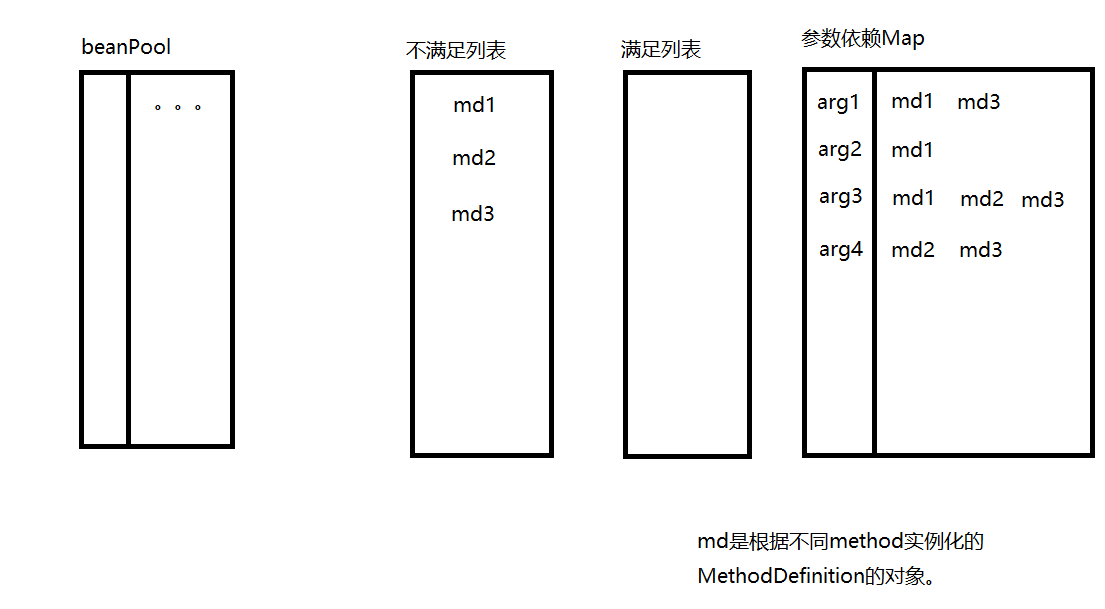 beanPool
不满足列表
满足列表
参数依赖Map
。。。
md1
md2
md3
arg1 md1 md3
arg2 md1
arg3 md1 md2 md3
arg4 md2 md3
md是根据不同method实例化的
MethodDefinition的对象。